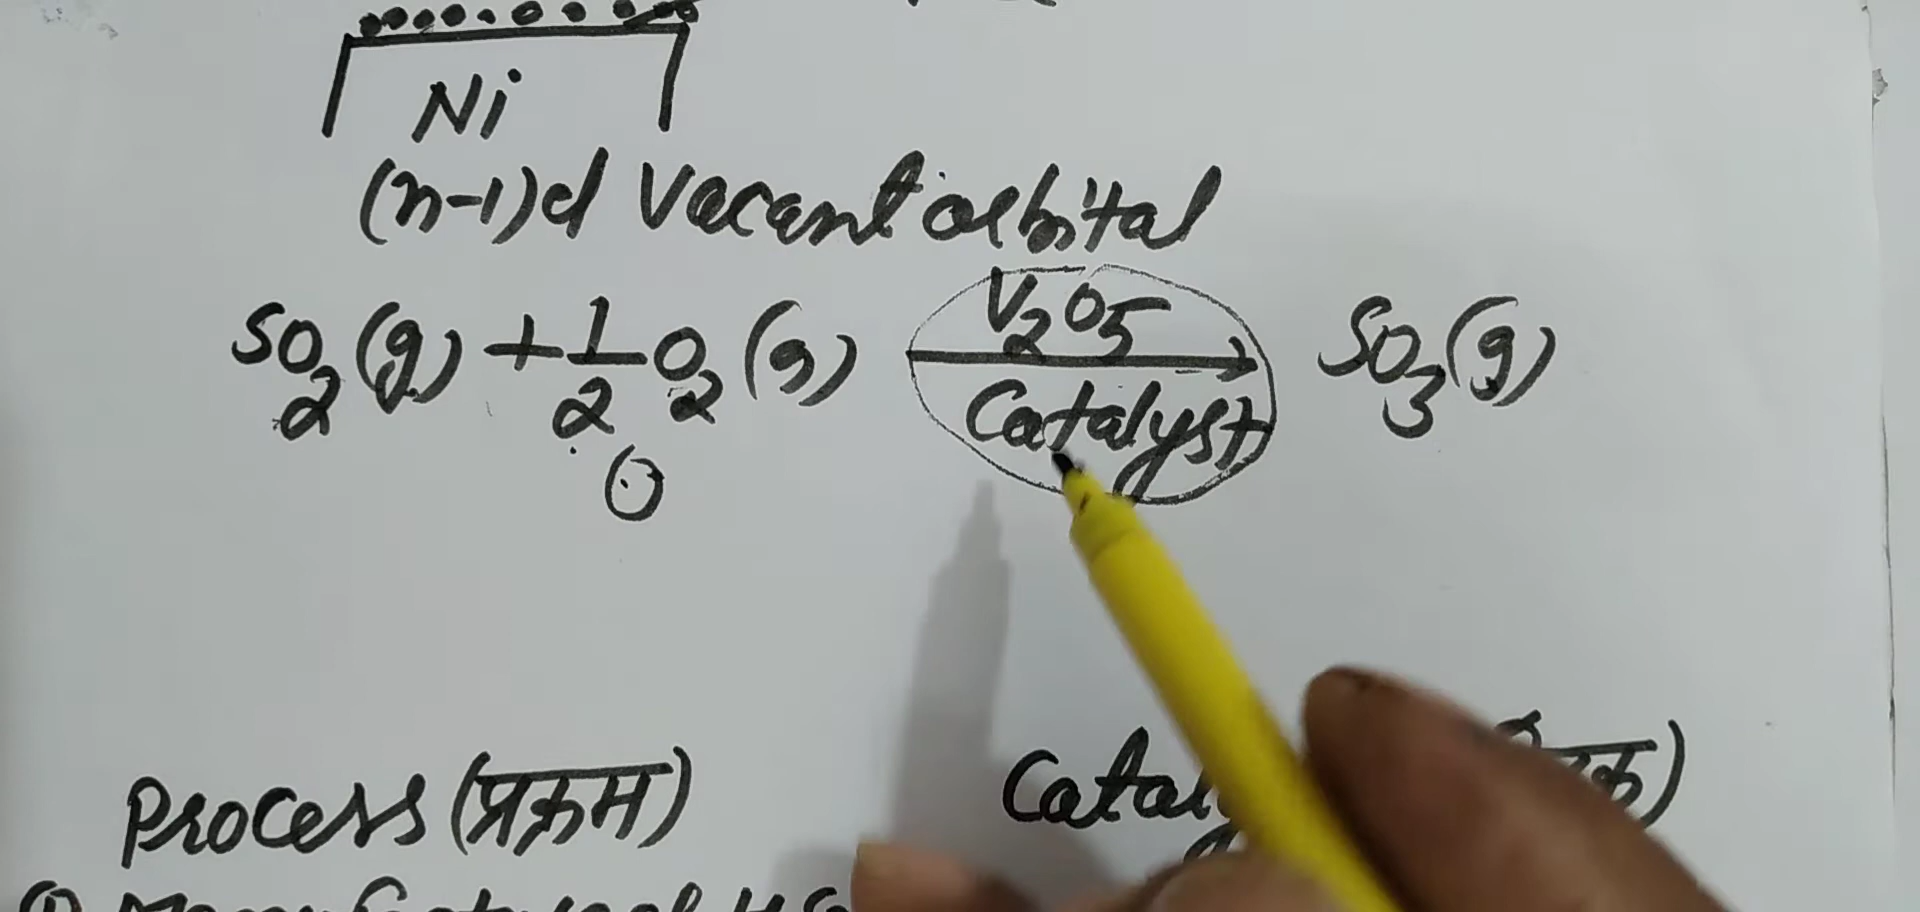 Ni
(n-1)d Vacant orbital
SO2(g) + 1/2 O2(g) V2O5 Catalyst SO3(g)
Process (प्रक्रम)